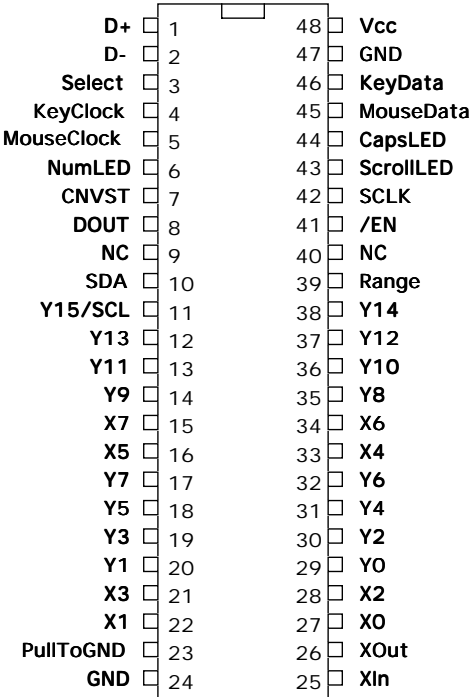 D+ 1 48 Vcc
D- 2 47 GND
Select 3 46 KeyData
KeyClock 4 45 MouseData
MouseClock 5 44 CapsLED
NumLED 6 43 ScrollLED
CNVST 7 42 SCLK
DOUT 8 41 /EN
NC 9 40 NC
SDA 10 39 Range
Y15/SCL 11 38 Y14
Y13 12 37 Y12
Y11 13 36 Y10
Y9 14 35 Y8
X7 15 34 X6
X5 16 33 X4
Y7 17 32 Y6
Y5 18 31 Y4
Y3 19 30 Y2
Y1 20 29 Y0
X3 21 28 X2
X1 22 27 X0
PullToGND 23 26 XOut
GND 24 25 XIn